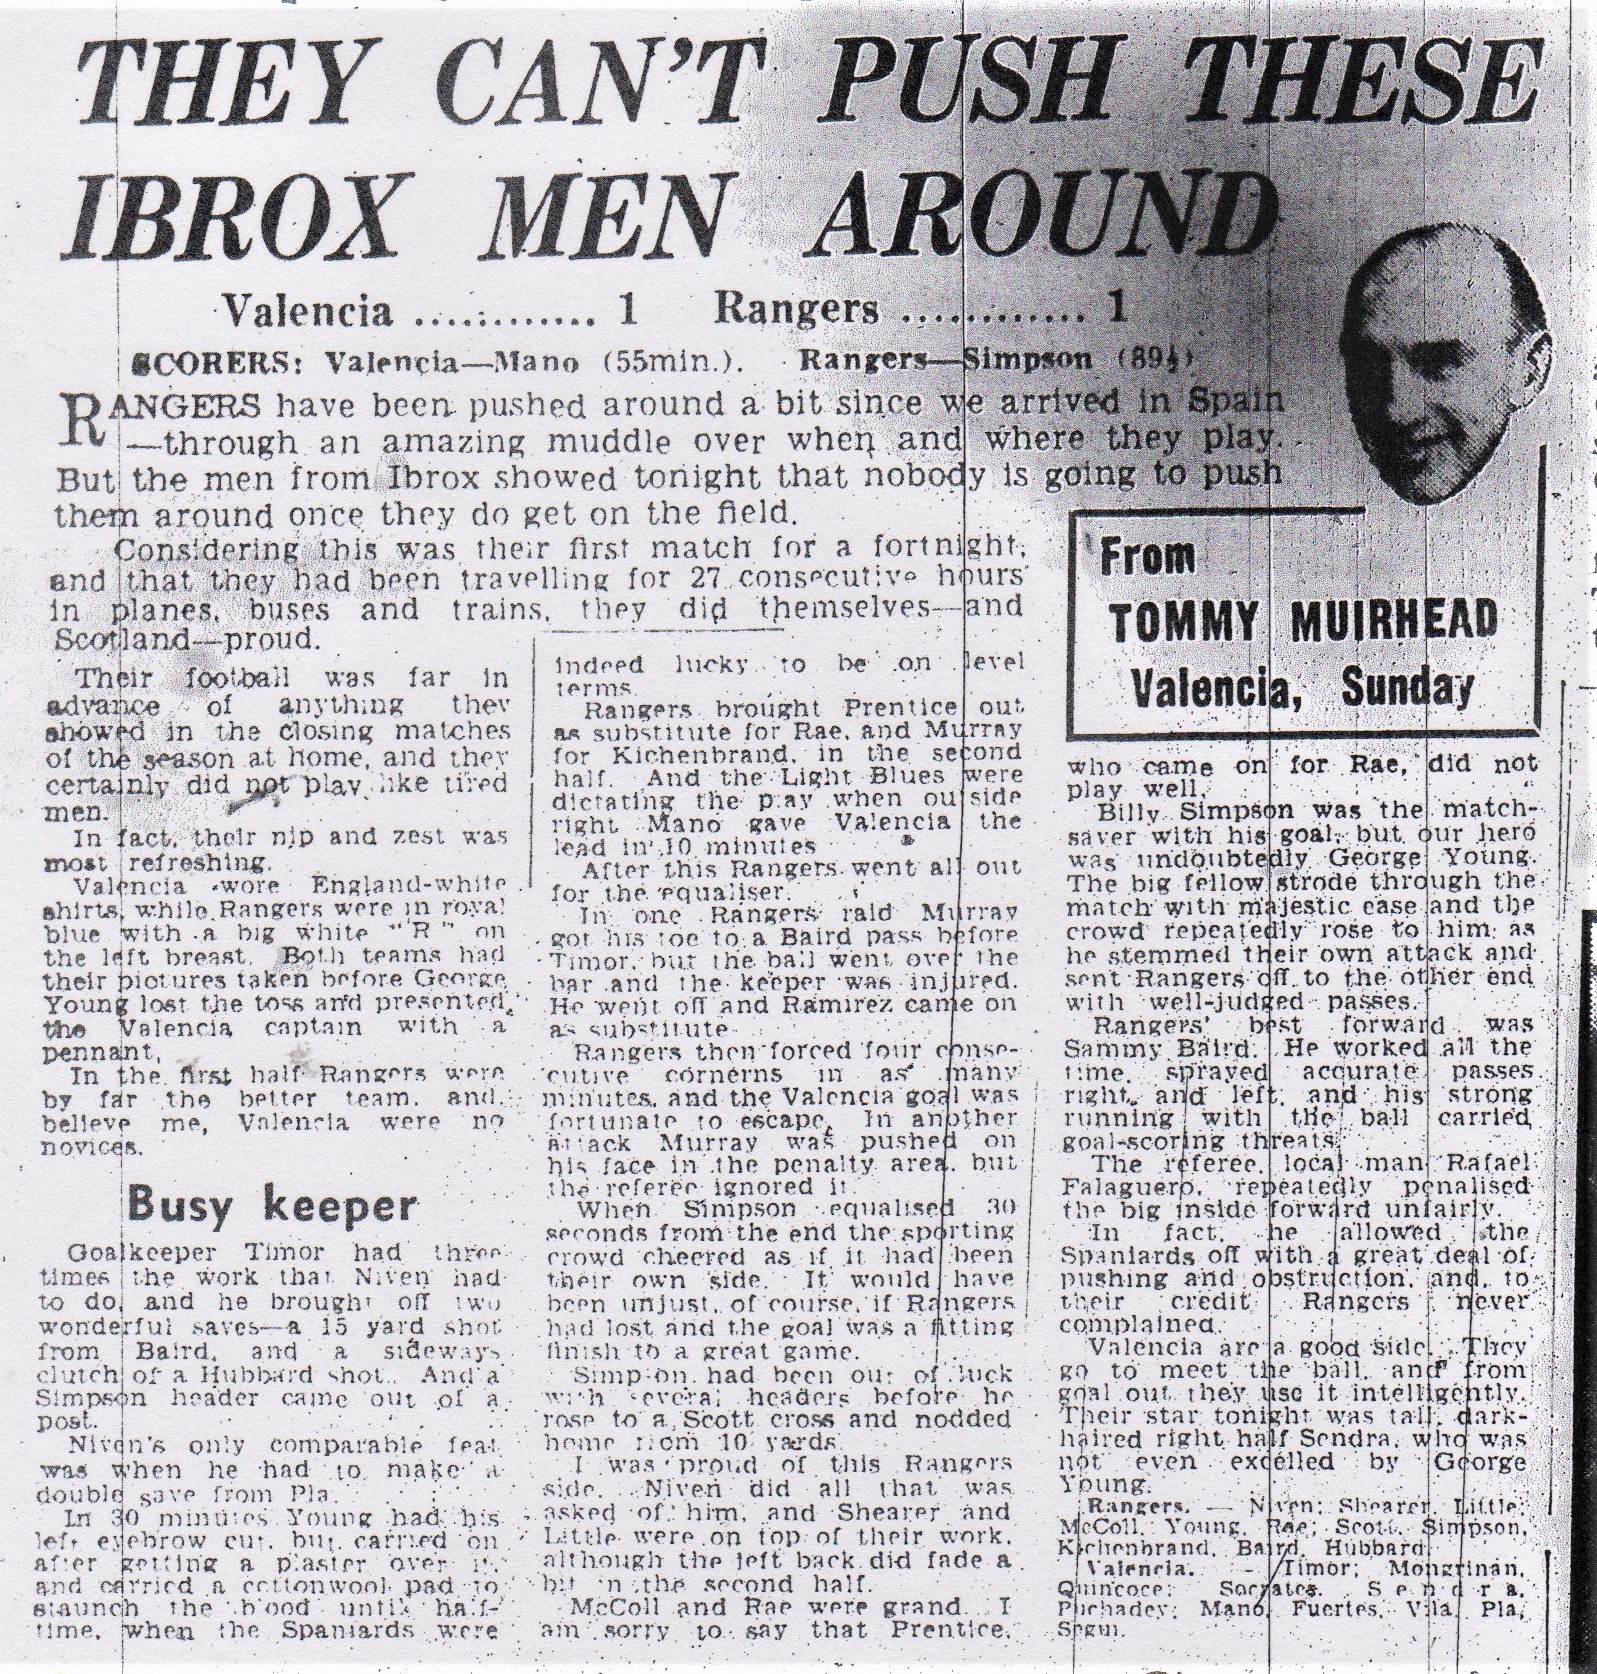 THEY CAN'T PUSH THESE
IBROX MEN AROUND
Valencia ............ 1 Rangers ............ 1
SCORERS: Valencia—Mano (55min.). Rangers—Simpson (89½)
RANGERS have been pushed around a bit since we arrived in Spain
—through an amazing muddle over when and where they play.
But the men from Ibrox showed tonight that nobody is going to push
them around once they do get on the field.
Considering this was their first match for a fortnight,
and that they had been travelling for 27 consecutive hours
in planes, buses and trains, they did themselves—and
Scotland—proud.
Their football was far in
advance of anything they
showed in the closing matches
of the season at home, and they
certainly did not play like tired
men.
In fact, their nip and zest was
most refreshing.
Valencia wore England-white
shirts, while Rangers were in royal
blue with a big white "R" on
the left breast. Both teams had
their pictures taken before George
Young lost the toss and presented
the Valencia captain with a
pennant,
In the first half Rangers were
by far the better team, and,
believe me, Valencia were no
novices.
Busy keeper
Goalkeeper Timor had three
times the work that Niven had
to do, and he brought off two
wonderful saves—a 15 yard shot
from Baird, and a sideways
clutch of a Hubbard shot. And a
Simpson header came out of a
post.
Niven's only comparable feat
was when he had to make a
double save from Pla.
In 30 minutes Young had his
left eyebrow cut, but carried on
after getting a plaster over it,
and carried a cottonwool pad to
staunch the blood until half-
time, when the Spaniards were
indeed lucky to be on level
terms.
Rangers brought Prentice out
as substitute for Rae, and Murray
for Kichenbrand, in the second
half. And the Light Blues were
dictating the play when outside
right Mano gave Valencia the
lead in 10 minutes
After this Rangers went all out
for the equaliser.
In one Rangers raid Murray
got his toe to a Baird pass before
Timor, but the ball went over the
bar and the keeper was injured.
He went off and Ramirez came on
as substitute.
Rangers then forced four conse-
cutive cornerns in as many
minutes, and the Valencia goal was
fortunate to escape. In another
attack Murray was pushed on
his face in the penalty area, but
the referee ignored it.
When Simpson equalised 30
seconds from the end the sporting
crowd cheered as if it had been
their own side. It would have
been unjust, of course, if Rangers
had lost and the goal was a fitting
finish to a great game.
Simpson had been out of luck
with several headers before he
rose to a Scott cross and nodded
home from 10 yards.
I was proud of this Rangers
side. Niven did all that was
asked of him, and Shearer and
Little were on top of their work,
although the left back did fade a
bit in the second half.
McColl and Rae were grand. I
am sorry to say that Prentice,
From
TOMMY MUIRHEAD
Valencia, Sunday
who came on for Rae, did not
play well.
Billy Simpson was the match-
saver with his goal, but our hero
was undoubtedly George Young.
The big fellow strode through the
match with majestic ease and the
crowd repeatedly rose to him as
he stemmed their own attack and
sent Rangers off to the other end
with well-judged passes.
Rangers' best forward was
Sammy Baird. He worked all the
time, sprayed accurate passes
right and left, and his strong
running with the ball carried
goal-scoring threats.
The referee, local man Rafael
Falaguero, repeatedly penalised
the big inside forward unfairly.
In fact, he allowed the
Spaniards off with a great deal of
pushing and obstruction, and, to
their credit Rangers never
complained.
Valencia are a good side. They
go to meet the ball, and from
goal out they use it intelligently.
Their star tonight was tall, dark-
haired right half Sendra, who was
not even excelled by George
Young.
Rangers. — Niven; Shearer, Little;
McColl, Young, Rae; Scott, Simpson,
Kichenbrand, Baird, Hubbard.
Valencia. — Timor; Mongrinan,
Quincoce; Socrates, Sendra,
Puchadey; Mano, Fuertes, Vila, Pla,
Segui.